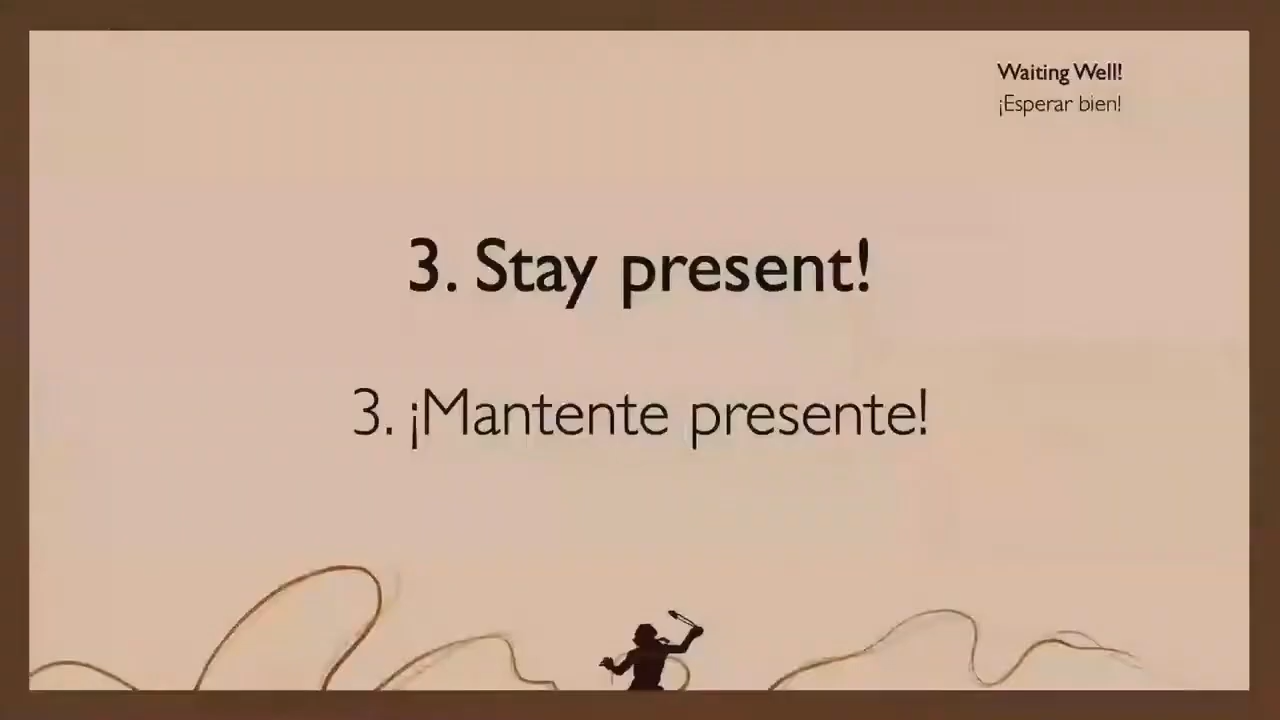 Waiting Well!
¡Esperar bien!
3. Stay present!
3. ¡Mantente presente!